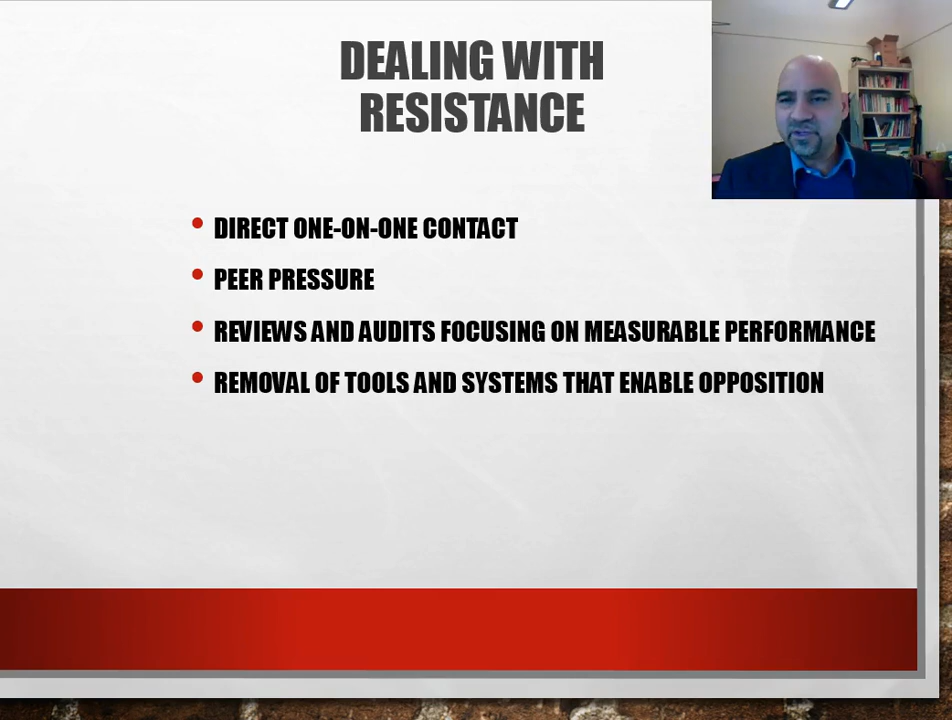 DEALING WITH
RESISTANCE
• DIRECT ONE-ON-ONE CONTACT
• PEER PRESSURE
• REVIEWS AND AUDITS FOCUSING ON MEASURABLE PERFORMANCE
• REMOVAL OF TOOLS AND SYSTEMS THAT ENABLE OPPOSITION